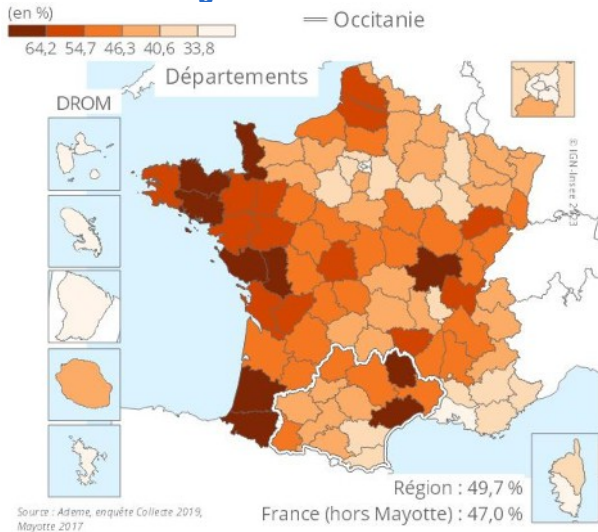 (en %)
64,2 54,7 46,3 40,6 33,8
Occitanie
Départements
DROM
© IGN-Insee 2023
Région : 49,7 %
France (hors Mayotte) : 47,0 %
Source : Ademe, enquête Collecte 2019,
Mayotte 2017